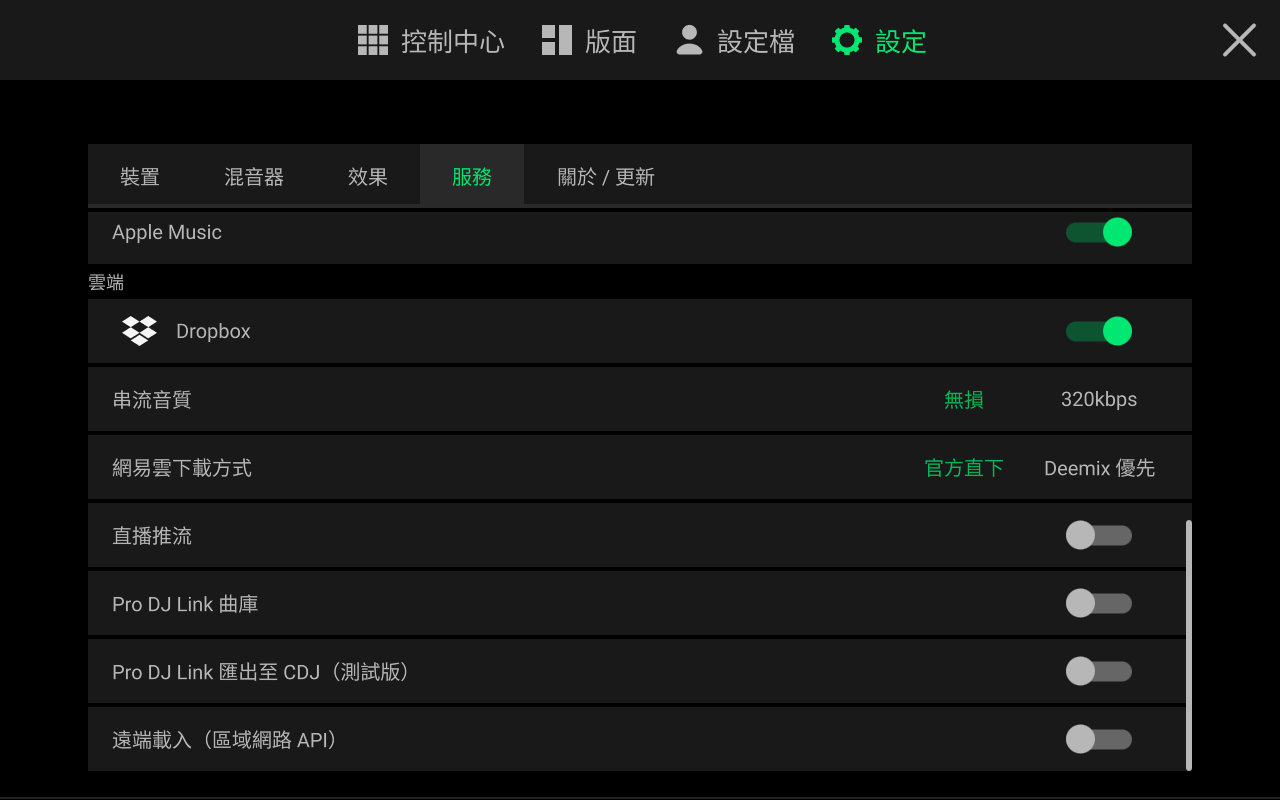 控制中心 版面 設定檔 設定
裝置 混音器 效果 服務 關於 / 更新
Apple Music
雲端
Dropbox
串流音質 無損 320kbps
網易雲下載方式 官方直下 Deemix 優先
直播推流
Pro DJ Link 曲庫
Pro DJ Link 匯出至 CDJ（測試版）
遠端載入（區域網路 API）